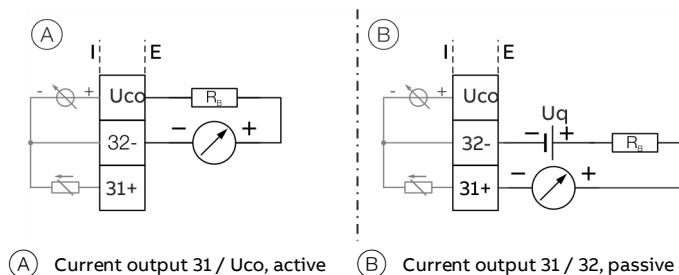 A
I E
- + Uco
R_B
32-
- +
31+
A Current output 31 / Uco, active
B
I E
- + Uco
Uq
- +
32-
R_B
- +
31+
B Current output 31 / 32, passive